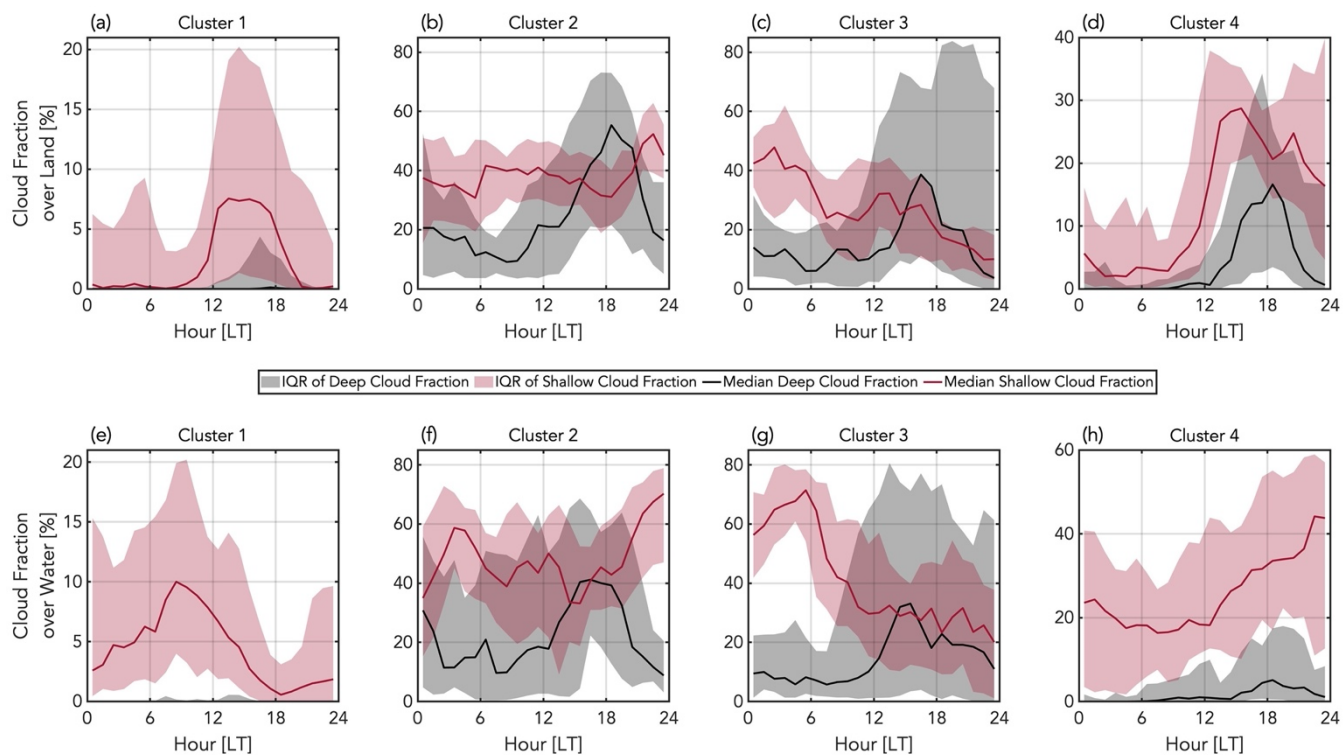 (a) Cluster 1 (b) Cluster 2 (c) Cluster 3 (d) Cluster 4
Cloud Fraction
over Land [%]
20
15
10
5
0
0 6 12 18 24
Hour [LT]
80
60
40
20
0
0 6 12 18 24
Hour [LT]
80
60
40
20
0
0 6 12 18 24
Hour [LT]
40
30
20
10
0
0 6 12 18 24
Hour [LT]
IQR of Deep Cloud Fraction IQR of Shallow Cloud Fraction Median Deep Cloud Fraction Median Shallow Cloud Fraction
(e) Cluster 1 (f) Cluster 2 (g) Cluster 3 (h) Cluster 4
Cloud Fraction
over Water [%]
20
15
10
5
0
0 6 12 18 24
Hour [LT]
80
60
40
20
0
0 6 12 18 24
Hour [LT]
80
60
40
20
0
0 6 12 18 24
Hour [LT]
60
40
20
0
0 6 12 18 24
Hour [LT]